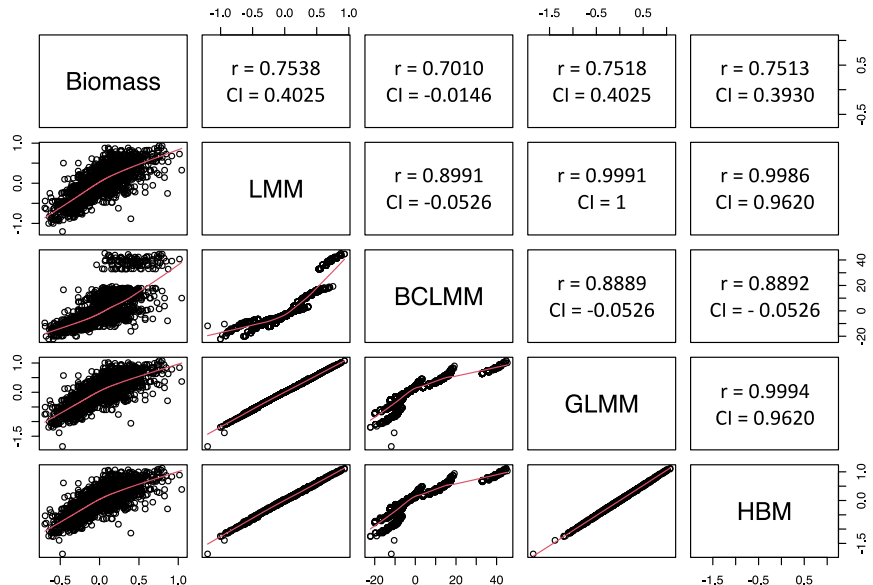 -1.0 0.0 0.5 1.0
-1.5 -0.5 0.5
Biomass
r = 0.7538
CI = 0.4025
r = 0.7010
CI = -0.0146
r = 0.7518
CI = 0.4025
r = 0.7513
CI = 0.3930
-0.5 0.5
-1.0 0.0 1.0
LMM
r = 0.8991
CI = -0.0526
r = 0.9991
CI = 1
r = 0.9986
CI = 0.9620
BCLMM
r = 0.8889
CI = -0.0526
r = 0.8892
CI = - 0.0526
-20 0 20 40
-1.5 0.0 1.0
GLMM
r = 0.9994
CI = 0.9620
HBM
-1.5 0.0 1.0
-0.5 0.0 0.5 1.0
-20 0 20 40
-1.5 -0.5 0.5